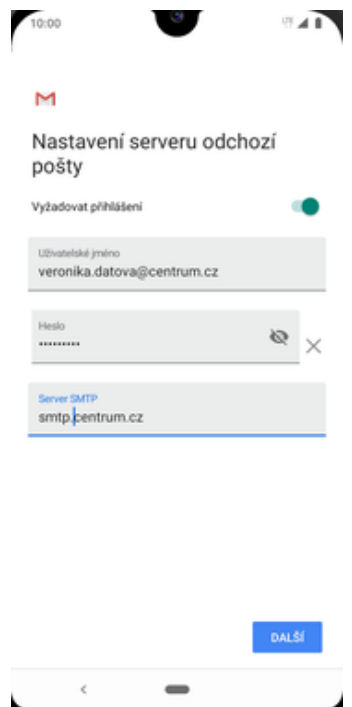 10:00
LTE
Nastavení serveru odchozí
pošty
Vyžadovat přihlášení
Uživatelské jméno
veronika.datova@centrum.cz
Heslo
•••••••••
Server SMTP
smtp.centrum.cz
DALŠÍ